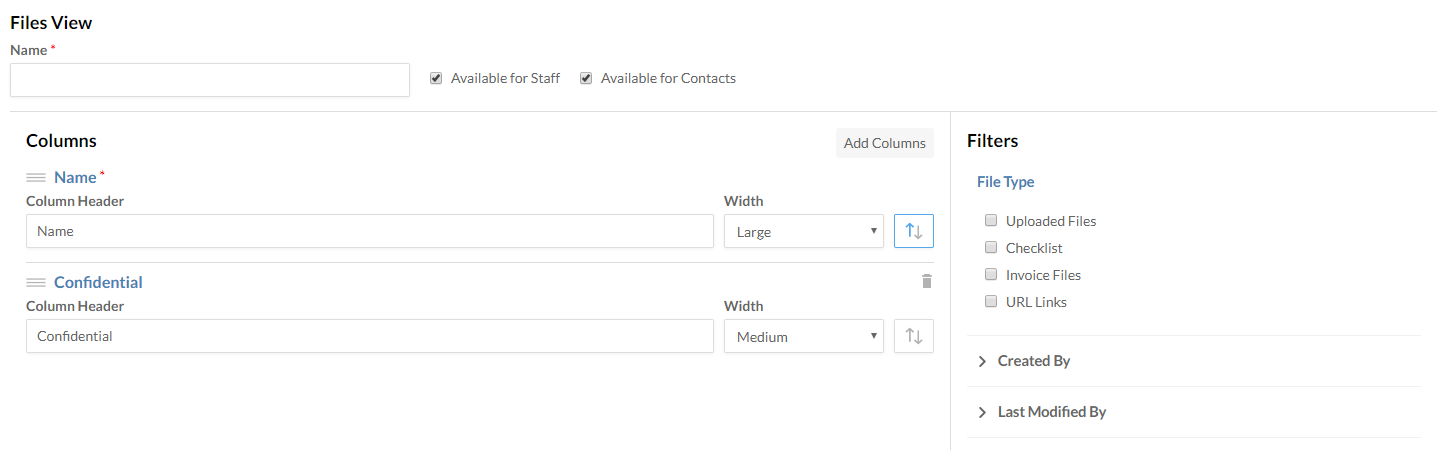 Files View
Name *
Available for Staff
Available for Contacts
Columns
Add Columns
Name *
Column Header
Width
Name
Large
Confidential
Column Header
Width
Confidential
Medium
Filters
File Type
Uploaded Files
Checklist
Invoice Files
URL Links
Created By
Last Modified By